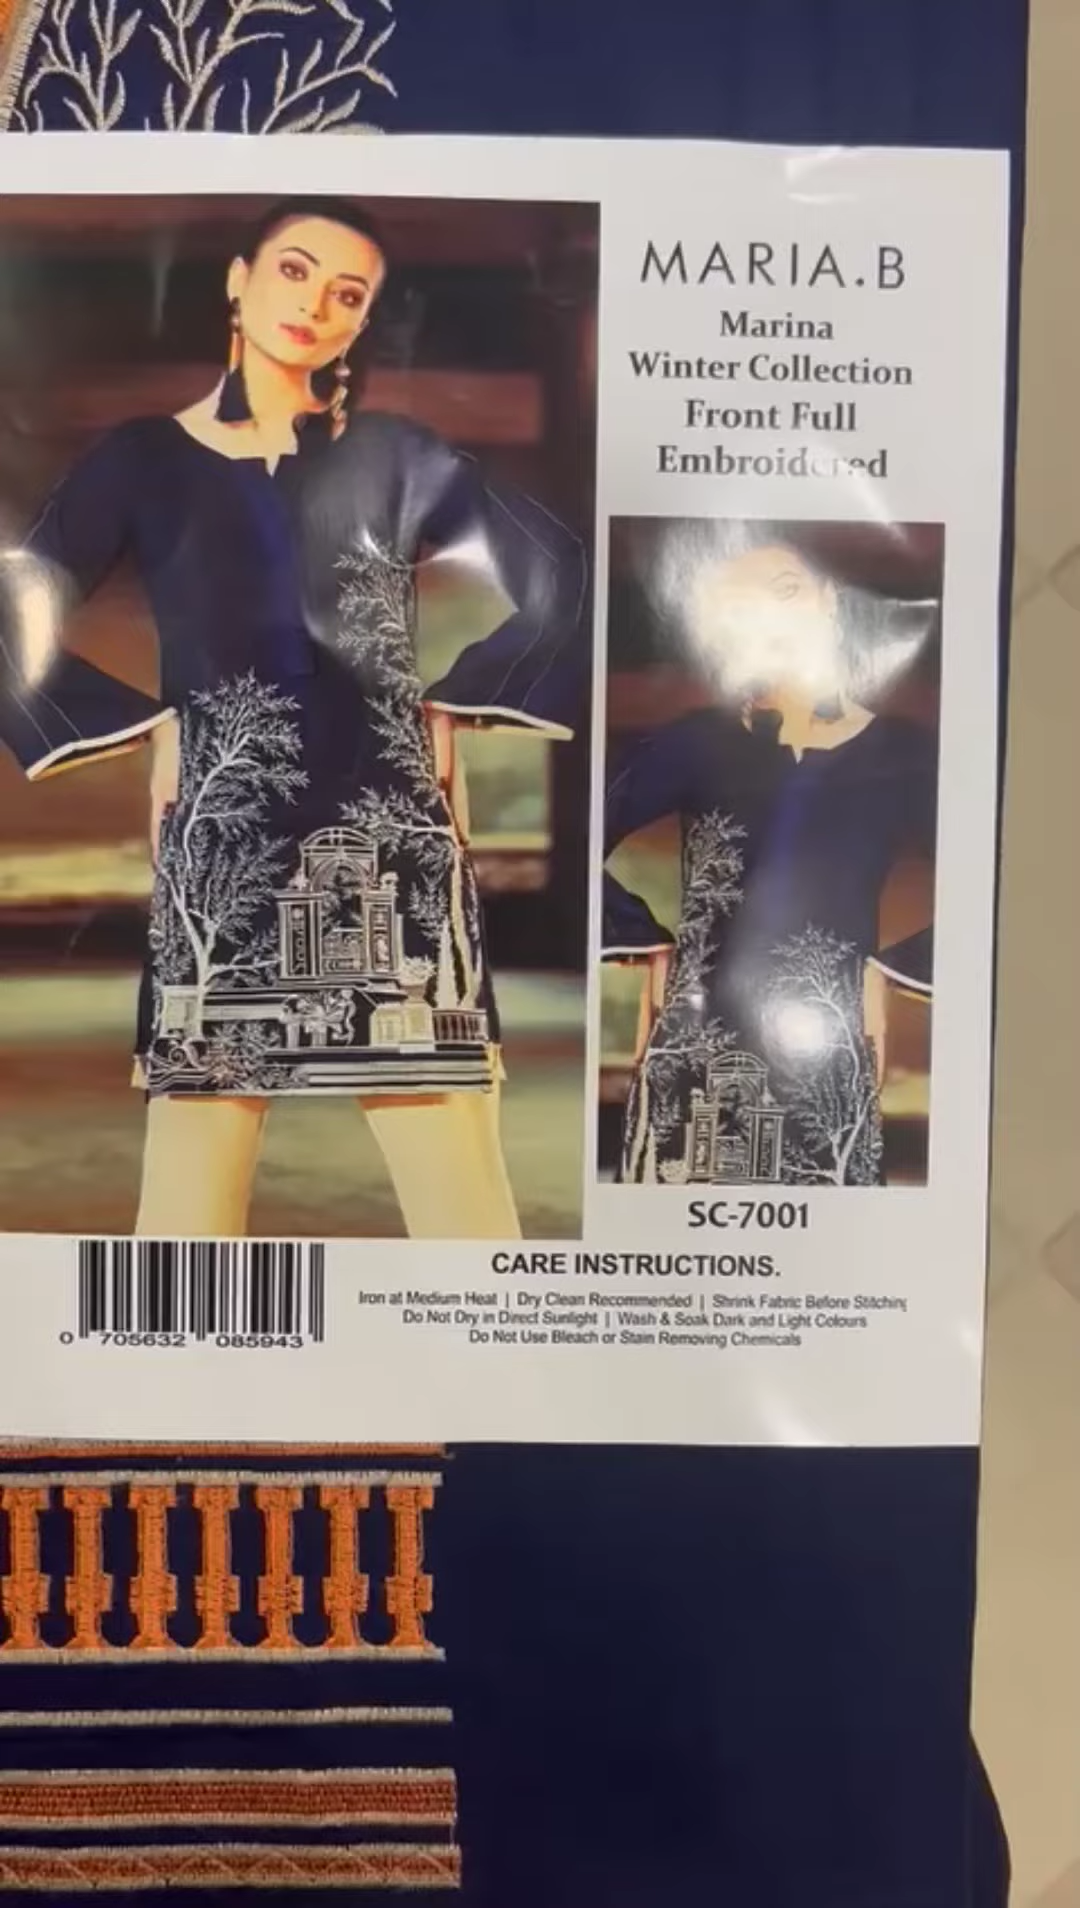 MARIA.B
Marina
Winter Collection
Front Full
Embroidered
SC-7001
CARE INSTRUCTIONS.
Iron at Medium Heat | Dry Clean Recommended | Shrink Fabric Before Stitching
Do Not Dry in Direct Sunlight | Wash & Soak Dark and Light Colours
Do Not Use Bleach or Stain Removing Chemicals
0 705632 085943